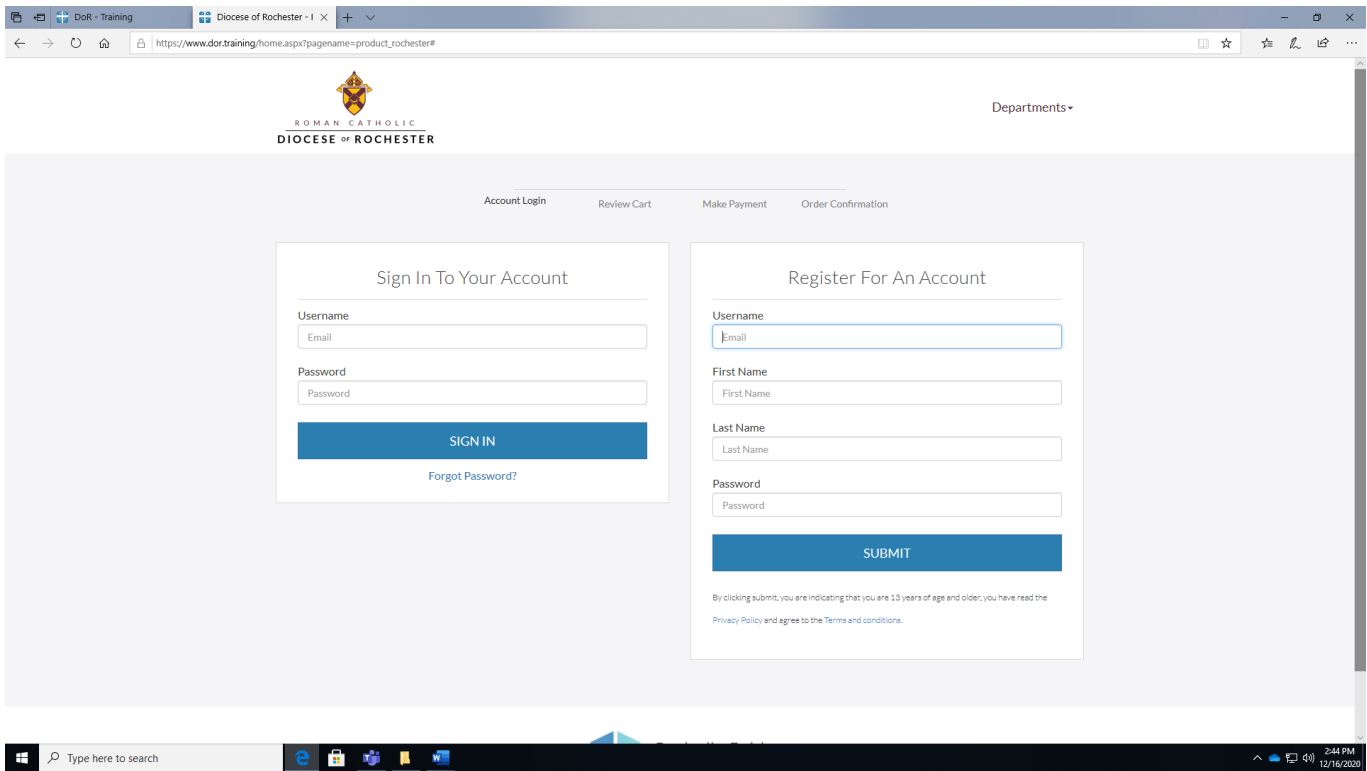 DoR - Training
Diocese of Rochester - I
https://www.dor.training/home.aspx?pagename=product_rochester#
ROMAN CATHOLIC
DIOCESE OF ROCHESTER
Departments
Account Login
Review Cart
Make Payment
Order Confirmation
Sign In To Your Account
Username
Email
Password
Password
SIGN IN
Forgot Password?
Register For An Account
Username
Email
First Name
First Name
Last Name
Last Name
Password
Password
SUBMIT
By clicking submit, you are indicating that you are 13 years of age and older, you have read the
Privacy Policy and agree to the Terms and conditions.
Type here to search
2:44 PM
12/16/2020